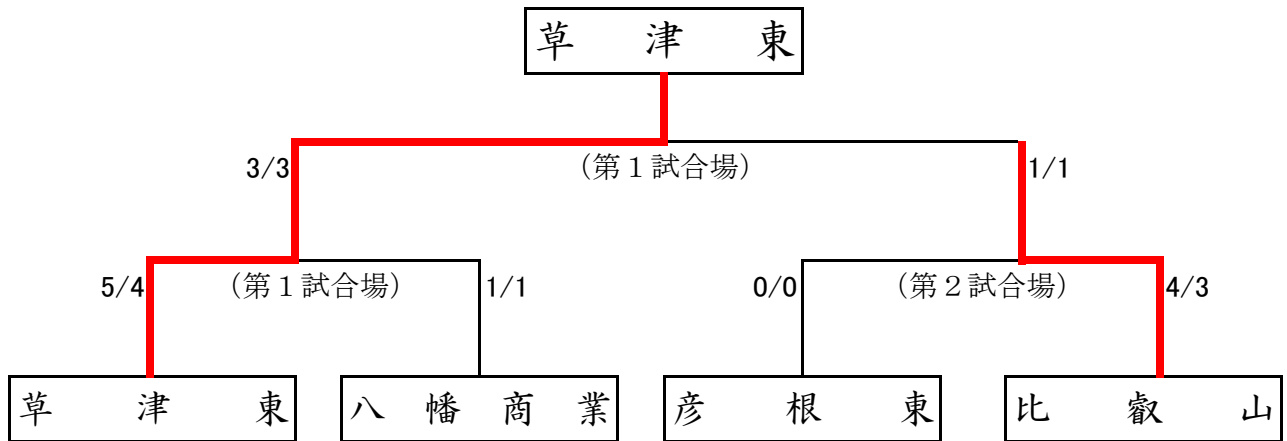 草津東
3/3 (第１試合場) 1/1
5/4 (第１試合場) 1/1 0/0 (第２試合場) 4/3
草津東 八幡商業 彦根東 比叡山